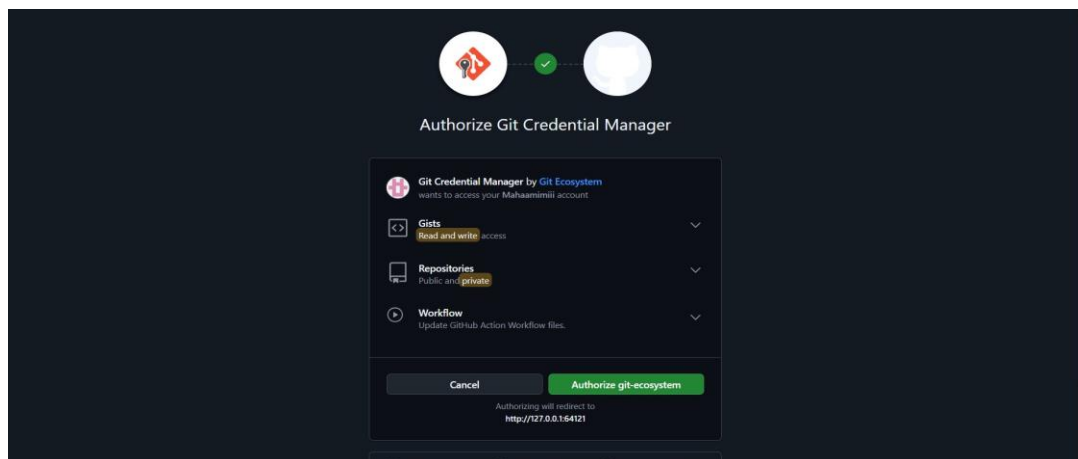 Authorize Git Credential Manager
Git Credential Manager by Git Ecosystem
wants to access your Mahaamimiii account
Gists
Read and write access
Repositories
Public and private
Workflow
Update GitHub Action Workflow files.
Cancel
Authorize git-ecosystem
Authorizing will redirect to
http://127.0.0.1:64121